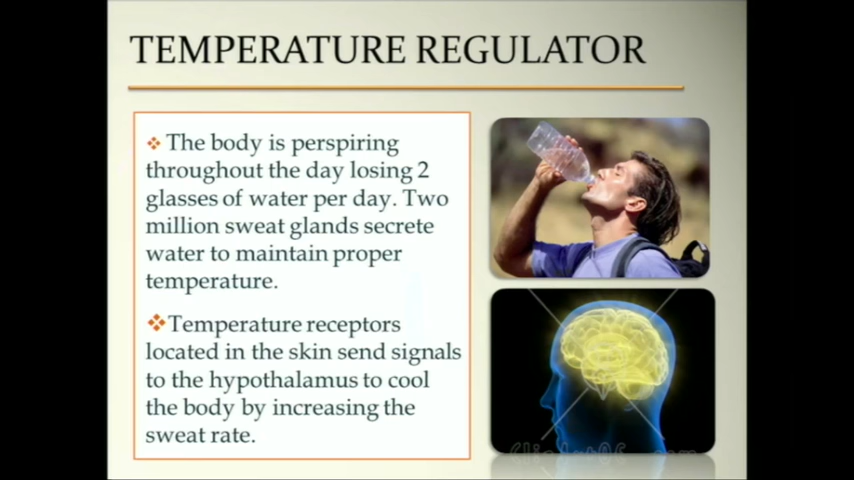 TEMPERATURE REGULATOR
❖ The body is perspiring
throughout the day losing 2
glasses of water per day. Two
million sweat glands secrete
water to maintain proper
temperature.
❖Temperature receptors
located in the skin send signals
to the hypothalamus to cool
the body by increasing the
sweat rate.